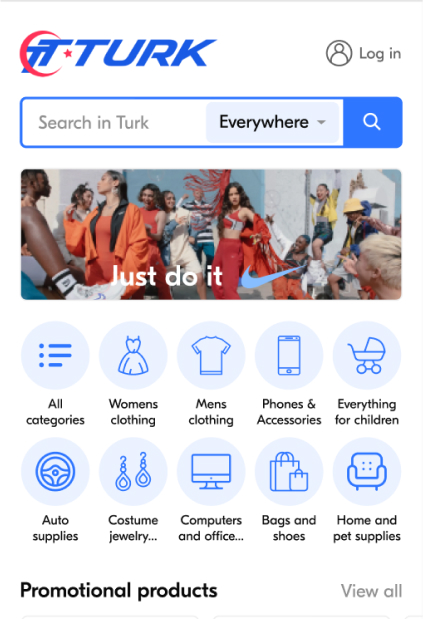 TURK
Log in
Search in Turk
Everywhere
Just do it
All
categories
Womens
clothing
Mens
clothing
Phones &
Accessories
Everything
for children
Auto
supplies
Costume
jewelry...
Computers
and office...
Bags and
shoes
Home and
pet supplies
Promotional products
View all